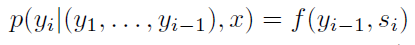 p(y_i|(y_1, . . . , y_{i−1}), x) = f(y_{i−1}, s_i)